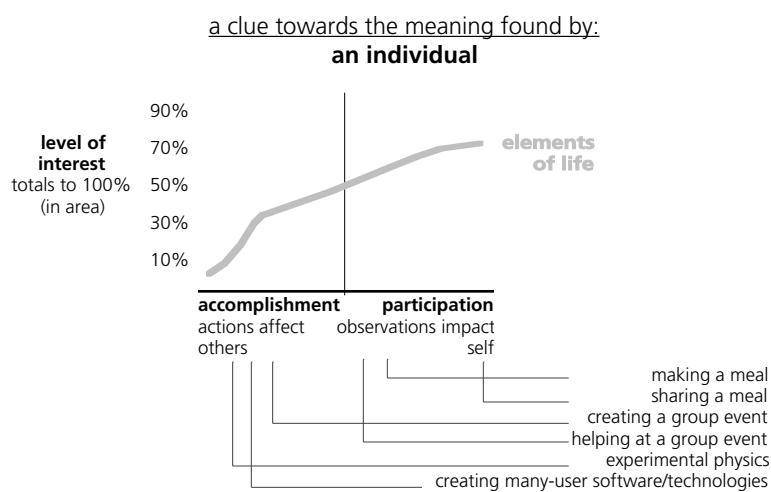 a clue towards the meaning found by:
an individual
90%
70%
50%
30%
10%
level of
interest
totals to 100%
(in area)
elements
of life
accomplishment participation
actions affect observations impact
others self
making a meal
sharing a meal
creating a group event
helping at a group event
experimental physics
creating many-user software/technologies